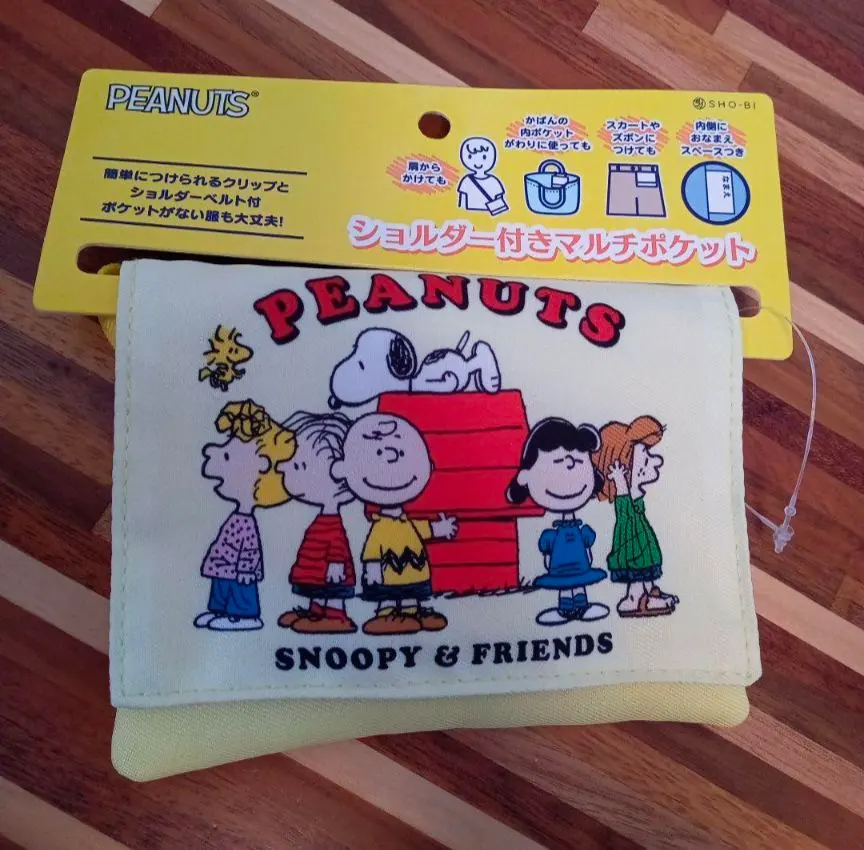 PEANUTS®
SHO-BI
簡単につけられるクリップと
ショルダーベルト付
ポケットがない服も大丈夫!
肩から
かけても
かばんの
内ポケット
がわりに使っても
スカートや
ズボンに
つけても
内側に
おなまえ
スペースつき
なまえ
ショルダー付きマルチポケット
PEANUTS
SNOOPY & FRIENDS